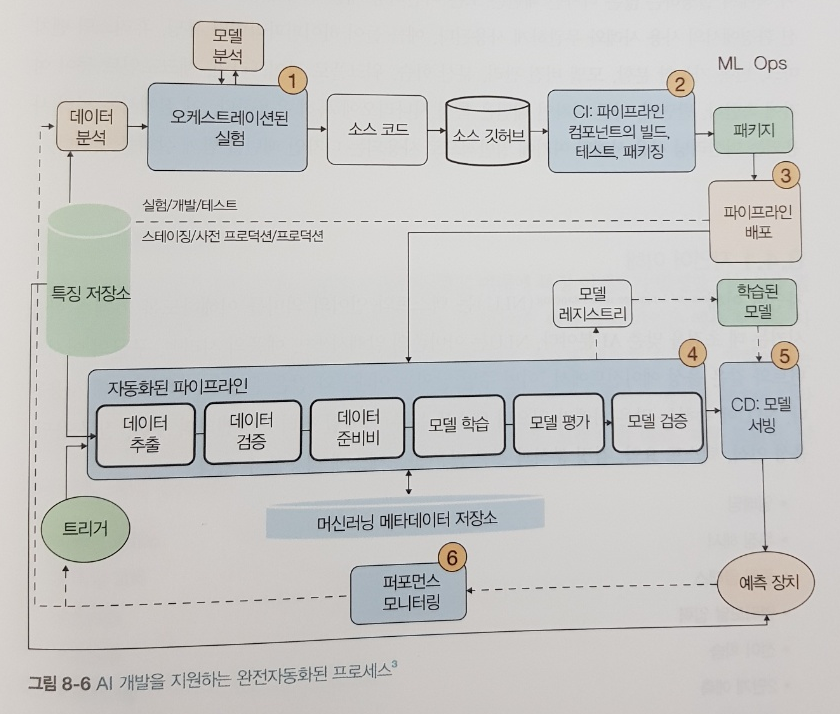 모델
분석
1
2
ML Ops
데이터
분석
오케스트레이션된
실험
소스 코드
소스 깃허브
CI: 파이프라인
컴포넌트의 빌드,
테스트, 패키징
패키지
3
실험/개발/테스트
스테이징/사전 프로덕션/프로덕션
파이프라인
배포
특징 저장소
모델
레지스트리
학습된
모델
4
5
자동화된 파이프라인
데이터
추출
데이터
검증
데이터
준비비
모델 학습
모델 평가
모델 검증
CD: 모델
서빙
머신러닝 메타데이터 저장소
트리거
6
퍼포먼스
모니터링
예측 장치
그림 8-6 AI 개발을 지원하는 완전자동화된 프로세스³